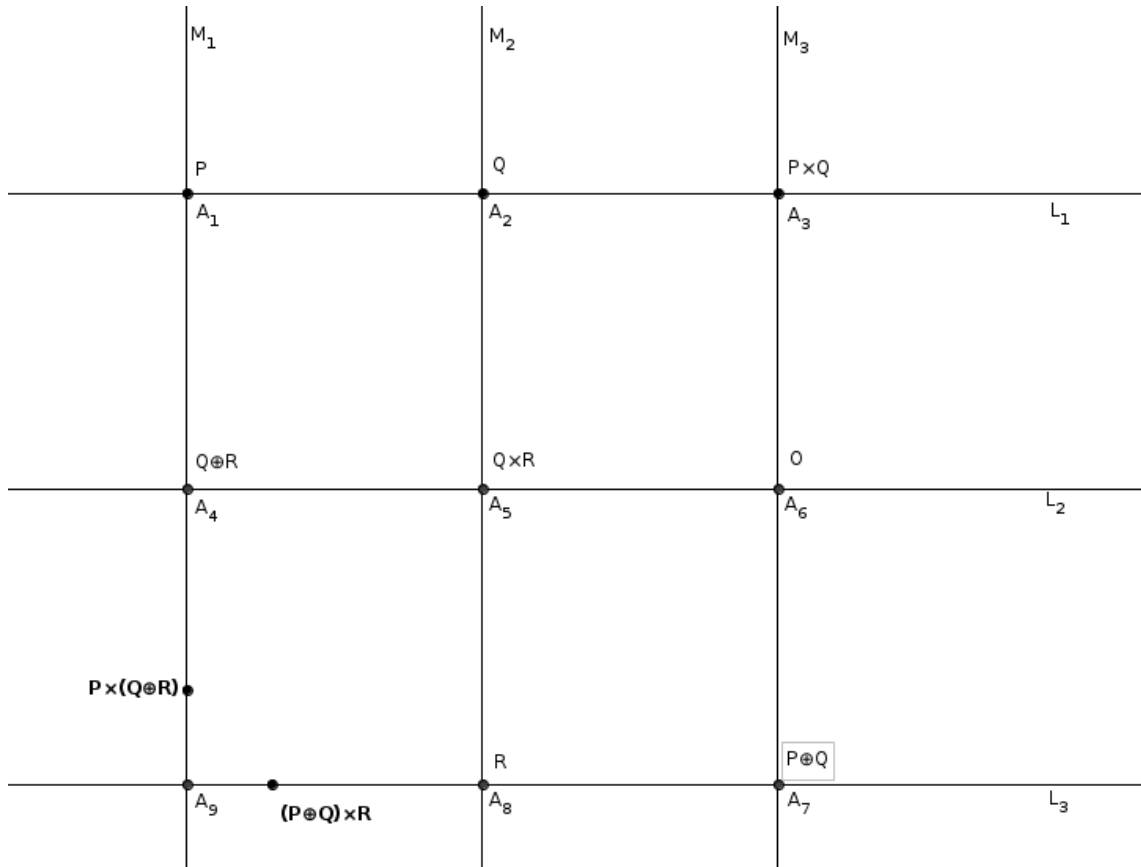 M₁ M₂ M₃
P Q P×Q
A₁ A₂ A₃ L₁
Q⊕R Q×R O
A₄ A₅ A₆ L₂
P×(Q⊕R)
R P⊕Q
A₉ (P⊕Q)×R A₈ A₇ L₃